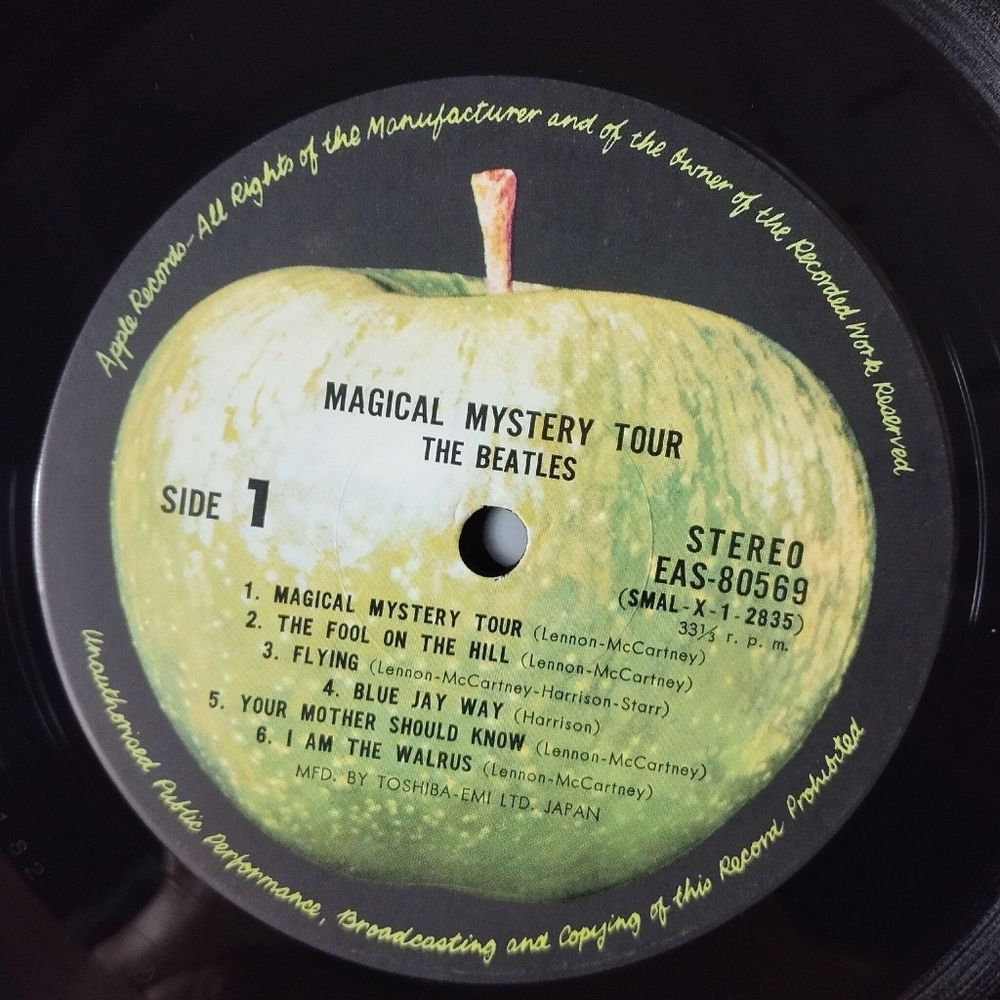 Apple Records-All Rights of the Manufacturer and of the Owner of the Recorded Work Reserved
MAGICAL MYSTERY TOUR
THE BEATLES
SIDE 1
STEREO
EAS-80569
(SMAL-X-1-2835)
33⅓ r. p. m.
1. MAGICAL MYSTERY TOUR (Lennon-McCartney)
2. THE FOOL ON THE HILL (Lennon-McCartney)
3. FLYING (Lennon-McCartney-Harrison-Starr)
4. BLUE JAY WAY (Harrison)
5. YOUR MOTHER SHOULD KNOW (Lennon-McCartney)
6. I AM THE WALRUS (Lennon-McCartney)
MFD. BY TOSHIBA-EMI LTD. JAPAN
Unauthorised Public Performance, Broadcasting and Copying of this Record Prohibited